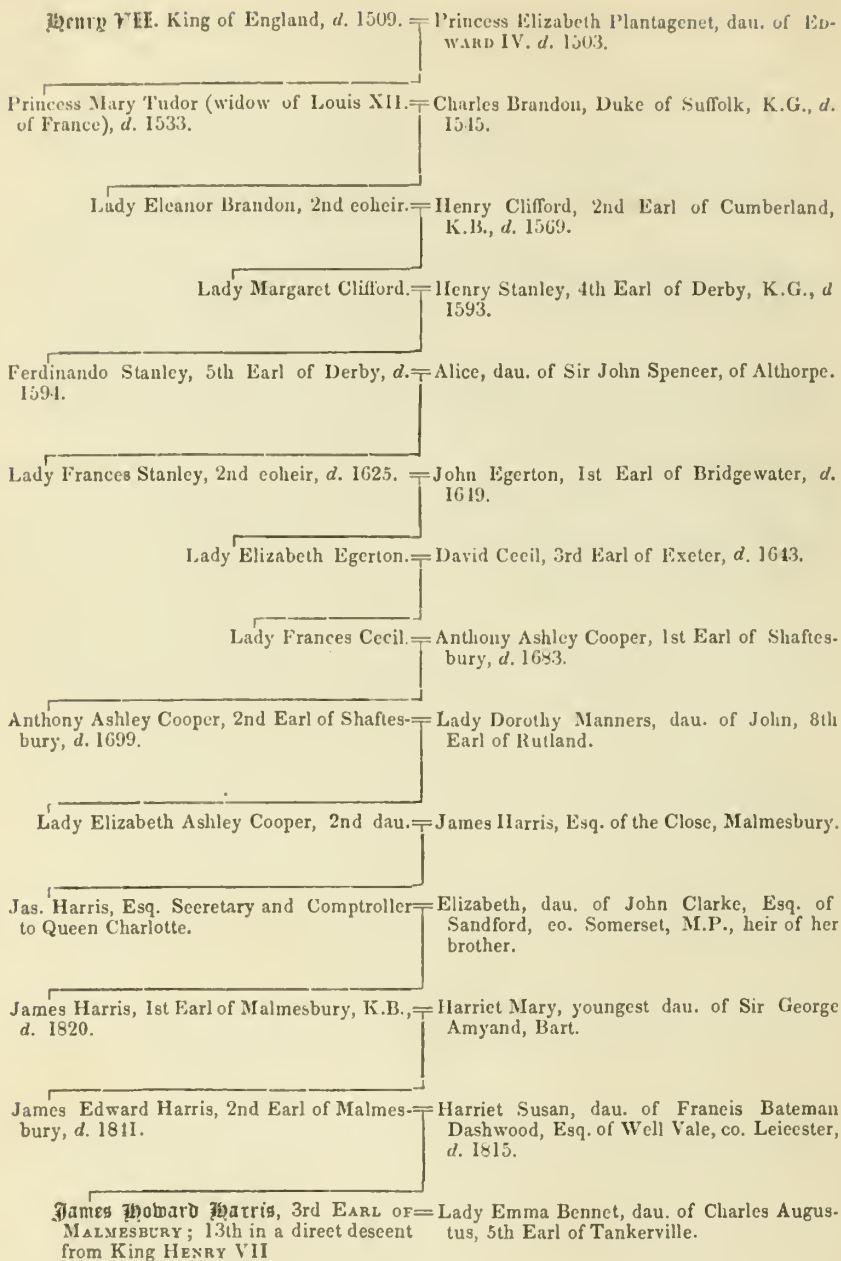 Henry VII. King of England, d. 1509. = Princess Elizabeth Plantagenet, dau. of ED-
WARD IV. d. 1503.
Princess Mary Tudor (widow of Louis XII. = Charles Brandon, Duke of Suffolk, K.G., d.
of France), d. 1533. 1545.
Lady Eleanor Brandon, 2nd coheir. = Henry Clifford, 2nd Earl of Cumberland,
K.B., d. 1569.
Lady Margaret Clifford. = Henry Stanley, 4th Earl of Derby, K.G., d
1593.
Ferdinando Stanley, 5th Earl of Derby, d. = Alice, dau. of Sir John Spencer, of Althorpe.
1594.
Lady Frances Stanley, 2nd coheir, d. 1625. = John Egerton, 1st Earl of Bridgewater, d.
1649.
Lady Elizabeth Egerton. = David Cecil, 3rd Earl of Exeter, d. 1643.
Lady Frances Cecil. = Anthony Ashley Cooper, 1st Earl of Shaftes-
bury, d. 1683.
Anthony Ashley Cooper, 2nd Earl of Shaftes- = Lady Dorothy Manners, dau. of John, 8th
bury, d. 1699. Earl of Rutland.
Lady Elizabeth Ashley Cooper, 2nd dau. = James Harris, Esq. of the Close, Malmesbury.
Jas. Harris, Esq. Secretary and Comptroller = Elizabeth, dau. of John Clarke, Esq. of
to Queen Charlotte. Sandford, co. Somerset, M.P., heir of her
brother.
James Harris, 1st Earl of Malmesbury, K.B., = Harriet Mary, youngest dau. of Sir George
d. 1820. Amyand, Bart.
James Edward Harris, 2nd Earl of Malmes- = Harriet Susan, dau. of Francis Bateman
bury, d. 1841. Dashwood, Esq. of Well Vale, co. Leicester,
d. 1815.
James Howard Harris, 3rd EARL OF = Lady Emma Bennet, dau. of Charles Augus-
MALMESBURY; 13th in a direct descent tus, 5th Earl of Tankerville.
from King HENRY VII